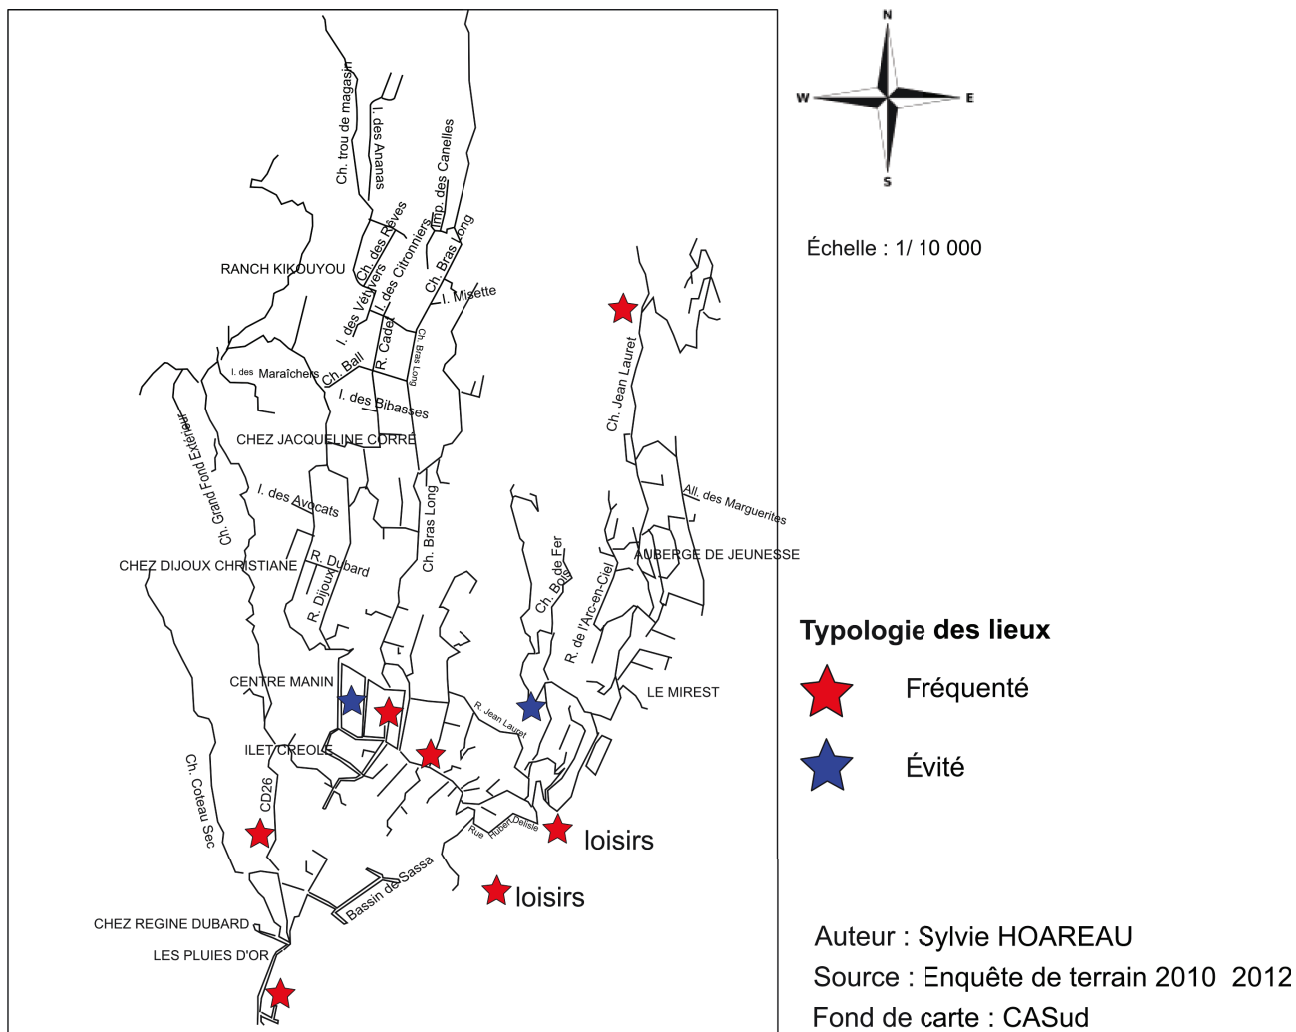 N
W
E
S
Échelle : 1/ 10 000
Ch. trou de magasin
I. des Ananas
Imp. des Canelles
Ch. des Rêves
I. des Citronniers
Ch. Bras Long
RANCH KIKOUYOU
I. des Vétyvers
I. Misette
R. Cadet
Ch. Bras Long
Ch. Ball
I. des Maraîchers
I. des Bibasses
Ch. Jean Lauret
Ch. Grand Fond Extérieur
CHEZ JACQUELINE CORRÉ
I. des Avocats
Ch. Bras Long
All. des Marguerites
AUBERGE DE JEUNESSE
CHEZ DIJOUX CHRISTIANE
R. Dubard
R. Dijoux
Ch. Bois de Fer
R. de l'Arc-en-Ciel
CENTRE MANIN
LE MIREST
R. Jean Lauret
ILET CREOLE
Ch. Coteau Sec
CD26
Rue Hubert Delisle
loisirs
loisirs
Bassin de Sassa
CHEZ REGINE DUBARD
LES PLUIES D'OR
Typologie des lieux
Fréquenté
Évité
Auteur : Sylvie HOAREAU
Source : Enquête de terrain 2010 2012
Fond de carte : CASud